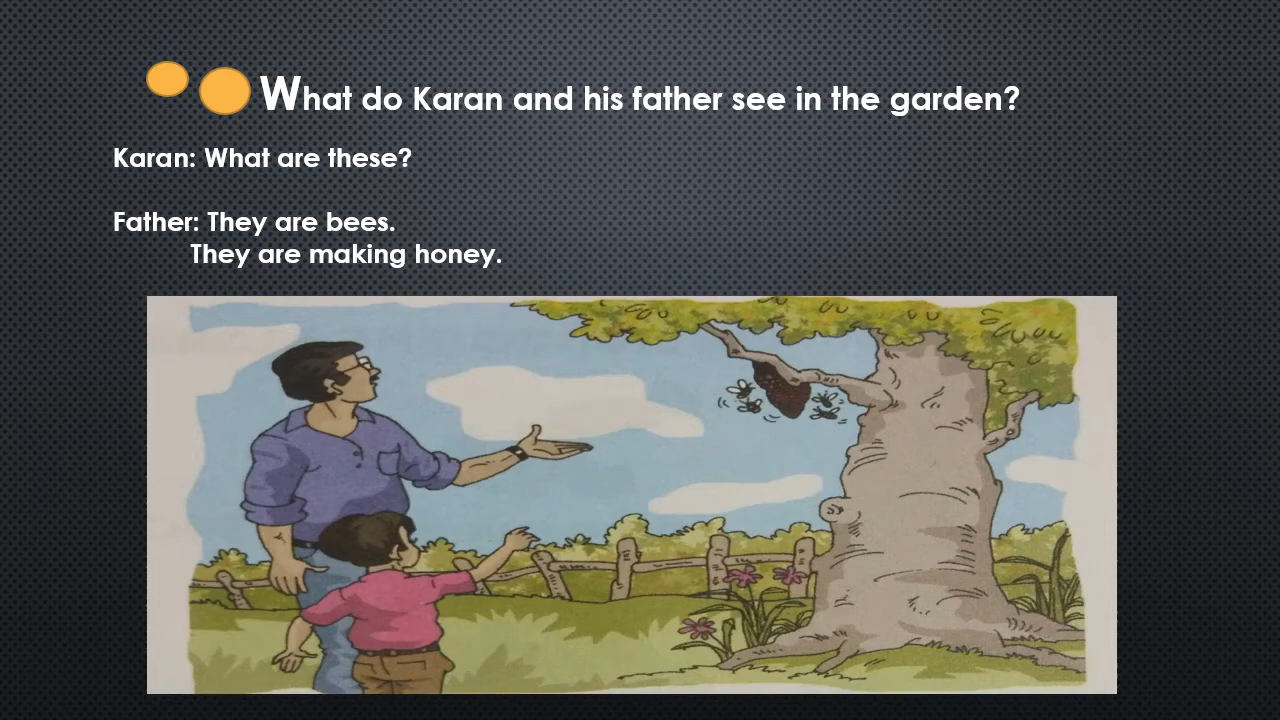 What do Karan and his father see in the garden?
Karan: What are these?
Father: They are bees.
They are making honey.